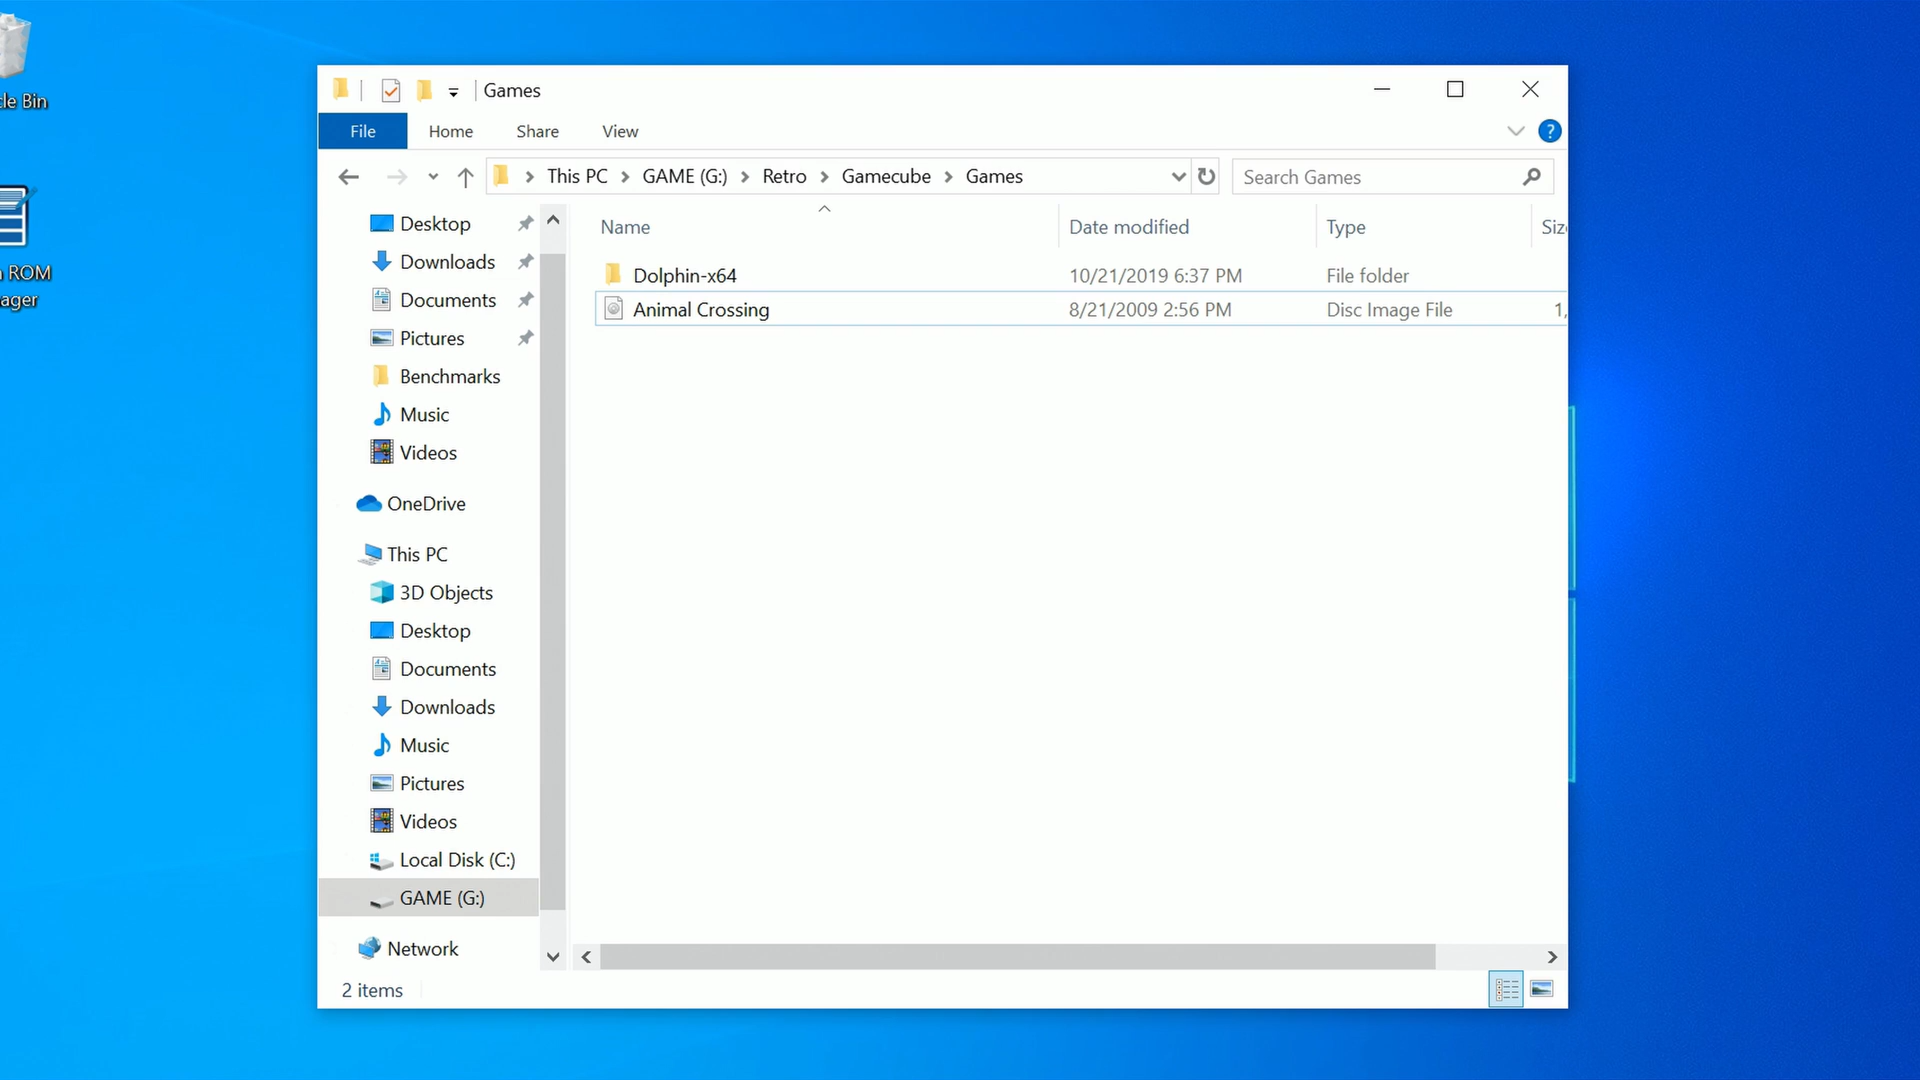 cle Bin
ROM
ager
Games
File Home Share View
?
This PC GAME (G:) Retro Gamecube Games
Search Games
Name Date modified Type Siz
Dolphin-x64 10/21/2019 6:37 PM File folder
Animal Crossing 8/21/2009 2:56 PM Disc Image File 1,
Desktop
Downloads
Documents
Pictures
Benchmarks
Music
Videos
OneDrive
This PC
3D Objects
Desktop
Documents
Downloads
Music
Pictures
Videos
Local Disk (C:)
GAME (G:)
Network
2 items